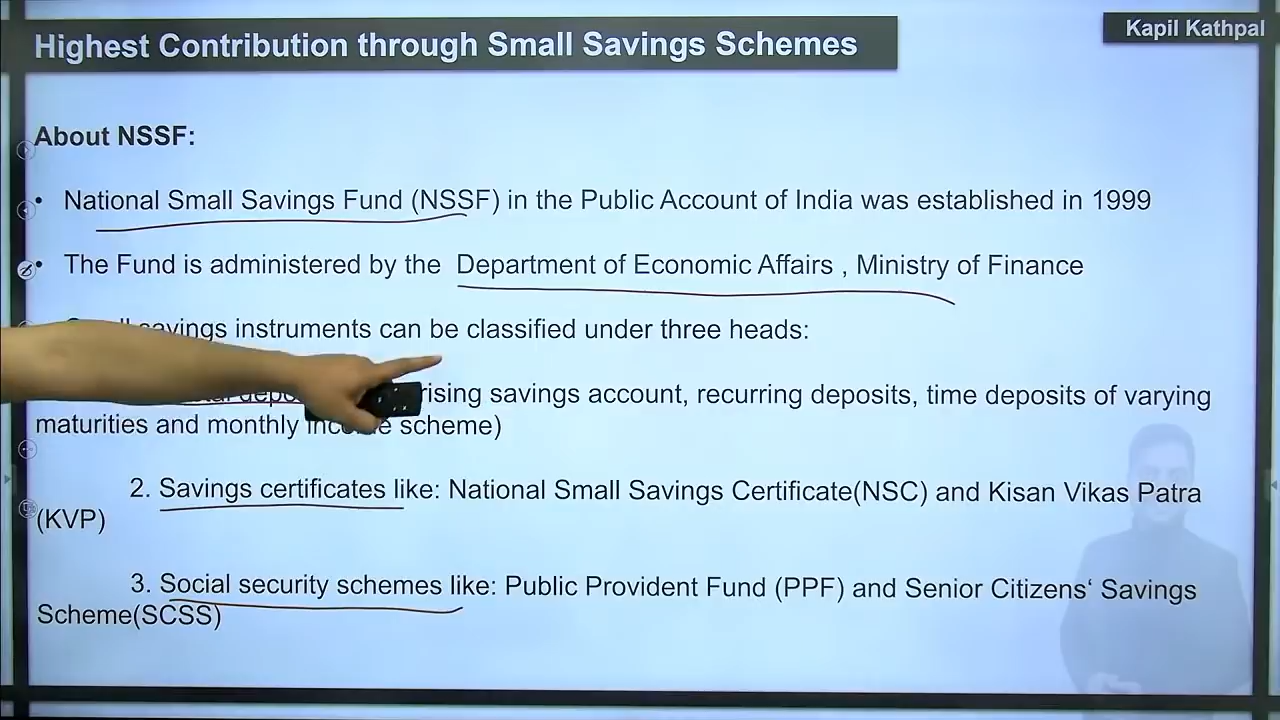 Highest Contribution through Small Savings Schemes
Kapil Kathpal
About NSSF:
• National Small Savings Fund (NSSF) in the Public Account of India was established in 1999
• The Fund is administered by the Department of Economic Affairs , Ministry of Finance
savings instruments can be classified under three heads:
savings account, recurring deposits, time deposits of varying
maturities and monthly income scheme)
2. Savings certificates like: National Small Savings Certificate(NSC) and Kisan Vikas Patra
(KVP)
3. Social security schemes like: Public Provident Fund (PPF) and Senior Citizens‘ Savings
Scheme(SCSS)